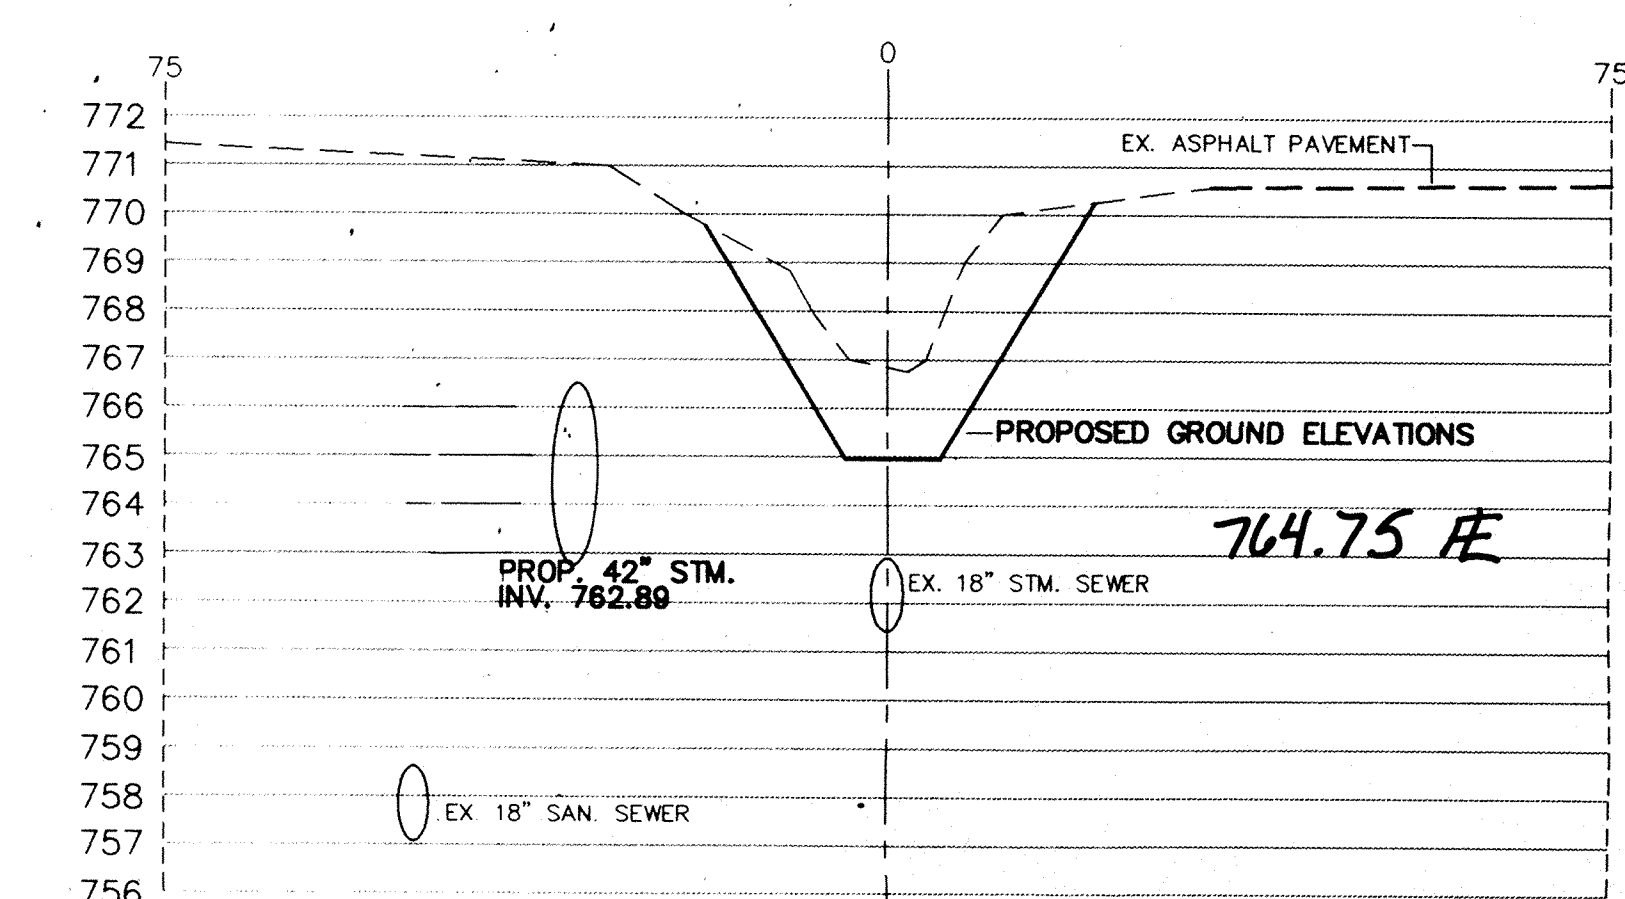 75 0 75
772
EX. ASPHALT PAVEMENT
771
770
769
768
767
766
PROPOSED GROUND ELEVATIONS
765
764
764.75
763
PROP. 42" STM.
EX. 18" STM. SEWER
INV. 762.89
762
761
760
759
758
EX. 18" SAN. SEWER
757
756